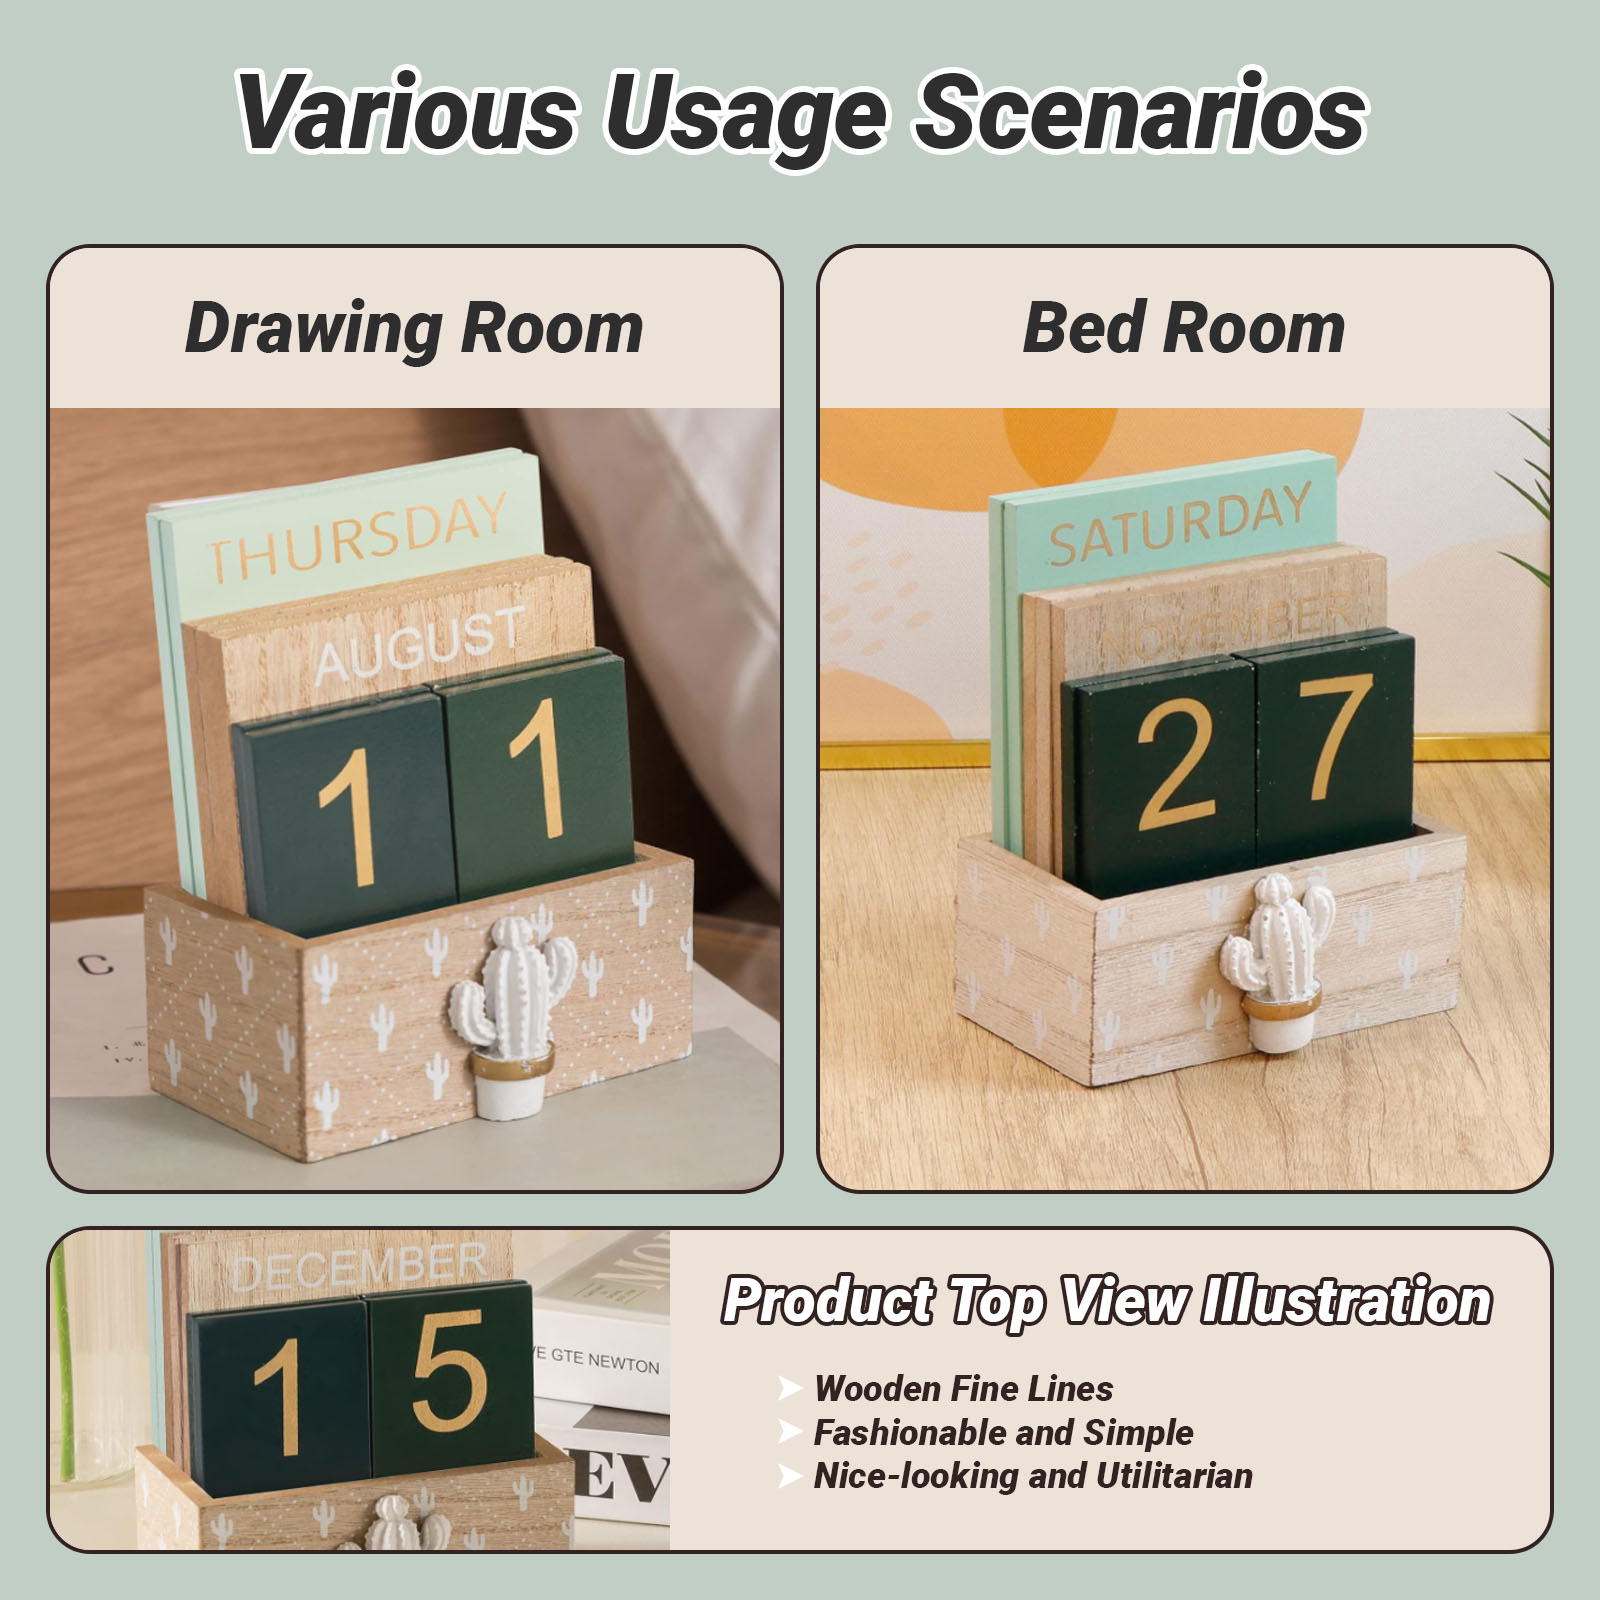 Various Usage Scenarios
Drawing Room
Bed Room
THURSDAY
AUGUST
1 1
C
SATURDAY
NOVEMBER
2 7
DECEMBER
1 5
GTE NEWTON
EV
Product Top View Illustration
Wooden Fine Lines
Fashionable and Simple
Nice-looking and Utilitarian